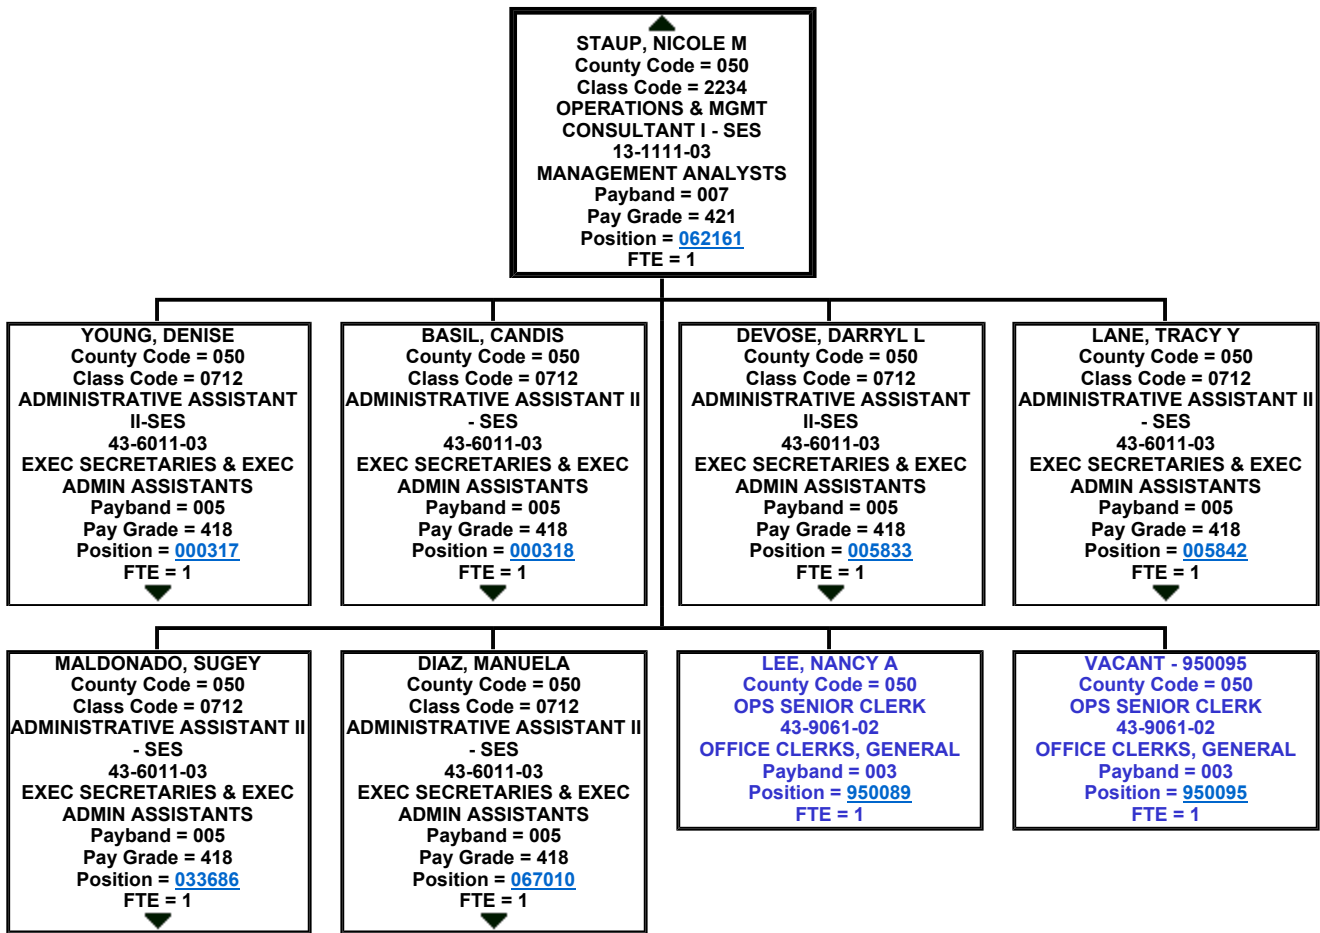 STAUP, NICOLE M
County Code = 050
Class Code = 2234
OPERATIONS & MGMT
CONSULTANT I - SES
13-1111-03
MANAGEMENT ANALYSTS
Payband = 007
Pay Grade = 421
Position = 062161
FTE = 1
YOUNG, DENISE
County Code = 050
Class Code = 0712
ADMINISTRATIVE ASSISTANT
II-SES
43-6011-03
EXEC SECRETARIES & EXEC
ADMIN ASSISTANTS
Payband = 005
Pay Grade = 418
Position = 000317
FTE = 1
BASIL, CANDIS
County Code = 050
Class Code = 0712
ADMINISTRATIVE ASSISTANT II
- SES
43-6011-03
EXEC SECRETARIES & EXEC
ADMIN ASSISTANTS
Payband = 005
Pay Grade = 418
Position = 000318
FTE = 1
DEVOSE, DARRYL L
County Code = 050
Class Code = 0712
ADMINISTRATIVE ASSISTANT
II-SES
43-6011-03
EXEC SECRETARIES & EXEC
ADMIN ASSISTANTS
Payband = 005
Pay Grade = 418
Position = 005833
FTE = 1
LANE, TRACY Y
County Code = 050
Class Code = 0712
ADMINISTRATIVE ASSISTANT II
- SES
43-6011-03
EXEC SECRETARIES & EXEC
ADMIN ASSISTANTS
Payband = 005
Pay Grade = 418
Position = 005842
FTE = 1
MALDONADO, SUGEY
County Code = 050
Class Code = 0712
ADMINISTRATIVE ASSISTANT II
- SES
43-6011-03
EXEC SECRETARIES & EXEC
ADMIN ASSISTANTS
Payband = 005
Pay Grade = 418
Position = 033686
FTE = 1
DIAZ, MANUELA
County Code = 050
Class Code = 0712
ADMINISTRATIVE ASSISTANT II
- SES
43-6011-03
EXEC SECRETARIES & EXEC
ADMIN ASSISTANTS
Payband = 005
Pay Grade = 418
Position = 067010
FTE = 1
LEE, NANCY A
County Code = 050
OPS SENIOR CLERK
43-9061-02
OFFICE CLERKS, GENERAL
Payband = 003
Position = 950089
FTE = 1
VACANT - 950095
County Code = 050
OPS SENIOR CLERK
43-9061-02
OFFICE CLERKS, GENERAL
Payband = 003
Position = 950095
FTE = 1